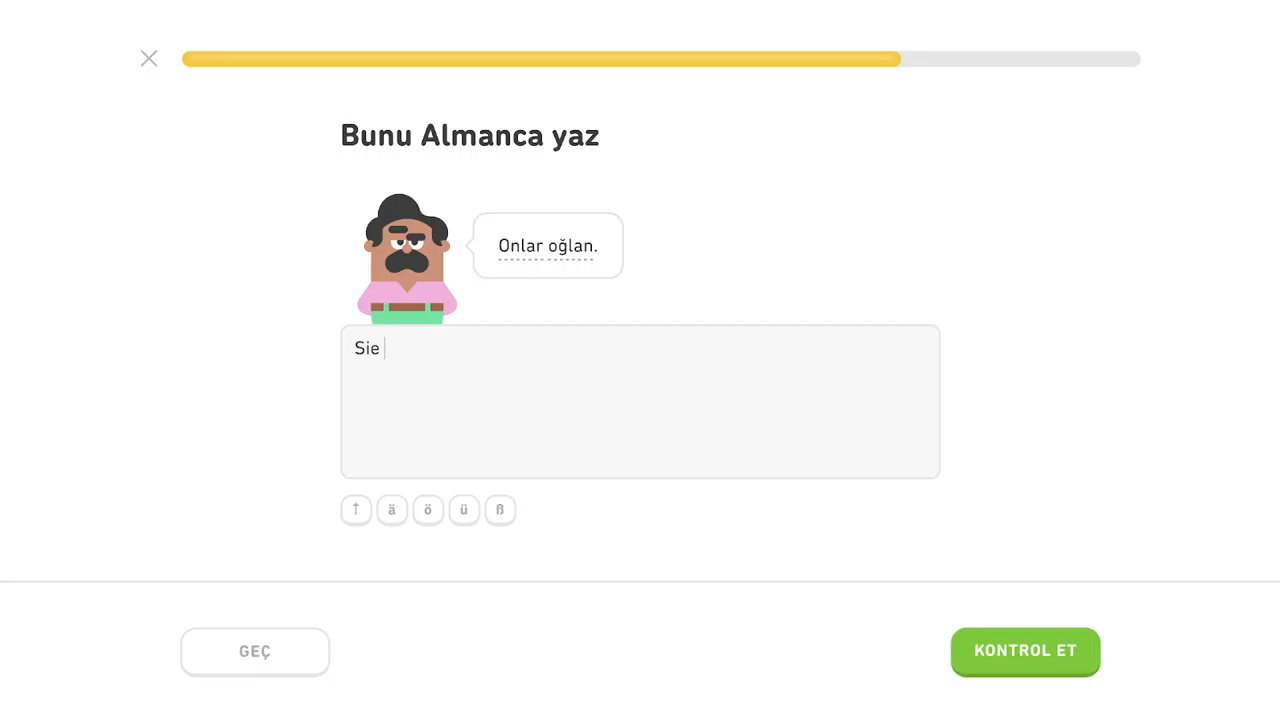 Bunu Almanca yaz
Onlar oğlan.
Sie
↑ ä ö ü ß
GEÇ
KONTROL ET